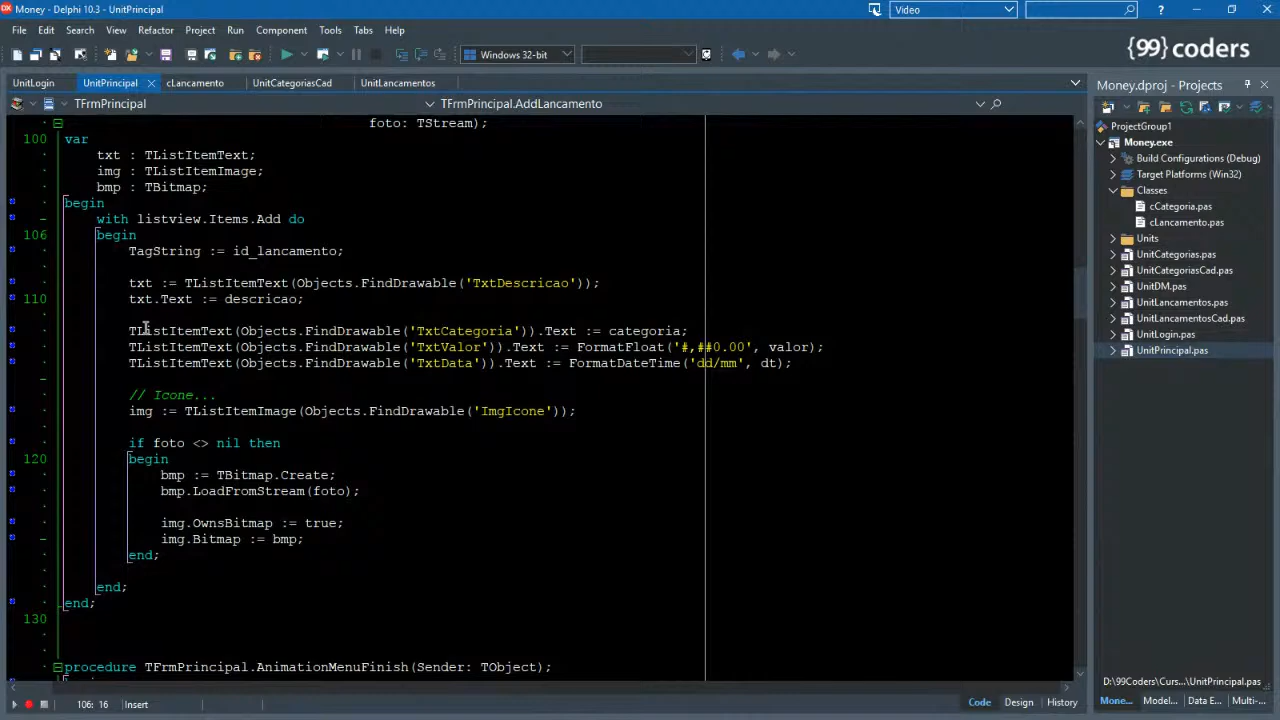 Money - Delphi 10.3 - UnitPrincipal
Video
File Edit Search View Refactor Project Run Component Tools Tabs Help
Windows 32-bit
{99}coders
UnitLogin UnitPrincipal cLancamento UnitCategoriasCad UnitLancamentos
TFrmPrincipal TFrmPrincipal.AddLancamento
foto: TStream);
100 var
txt : TListItemText;
img : TListItemImage;
bmp : TBitmap;
begin
with listview.Items.Add do
106 begin
TagString := id_lancamento;
txt := TListItemText(Objects.FindDrawable('TxtDescricao'));
110 txt.Text := descricao;
TListItemText(Objects.FindDrawable('TxtCategoria')).Text := categoria;
TListItemText(Objects.FindDrawable('TxtValor')).Text := FormatFloat('#,##0.00', valor);
TListItemText(Objects.FindDrawable('TxtData')).Text := FormatDateTime('dd/mm', dt);
// Icone...
img := TListItemImage(Objects.FindDrawable('ImgIcone'));
if foto <> nil then
120 begin
bmp := TBitmap.Create;
bmp.LoadFromStream(foto);
img.OwnsBitmap := true;
img.Bitmap := bmp;
end;
end;
end;
130
procedure TFrmPrincipal.AnimationMenuFinish(Sender: TObject);
106: 16 Insert
Code Design History
Money.dproj - Projects
ProjectGroup1
Money.exe
Build Configurations (Debug)
Target Platforms (Win32)
Classes
cCategoria.pas
cLancamento.pas
Units
UnitCategorias.pas
UnitCategoriasCad.pas
UnitDM.pas
UnitLancamentos.pas
UnitLancamentosCad.pas
UnitLogin.pas
UnitPrincipal.pas
D:\99Coders\Curs...\UnitPrincipal.pas
Mone... Model... Data E... Multi-...